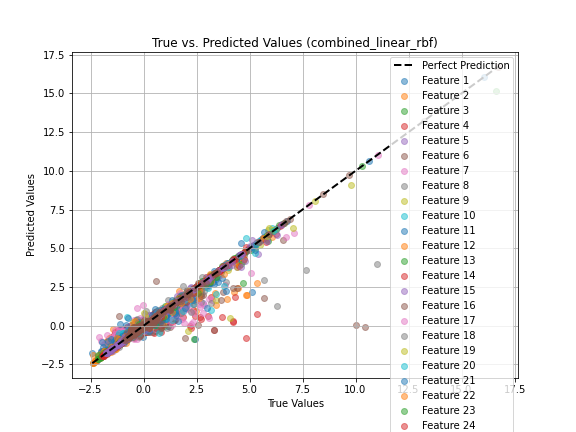 True vs. Predicted Values (combined_linear_rbf)
17.5
15.0
12.5
10.0
7.5
5.0
2.5
0.0
−2.5
Predicted Values
−2.5
0.0
2.5
5.0
7.5
10.0
12.5
15.0
17.5
True Values
Perfect Prediction
Feature 1
Feature 2
Feature 3
Feature 4
Feature 5
Feature 6
Feature 7
Feature 8
Feature 9
Feature 10
Feature 11
Feature 12
Feature 13
Feature 14
Feature 15
Feature 16
Feature 17
Feature 18
Feature 19
Feature 20
Feature 21
Feature 22
Feature 23
Feature 24